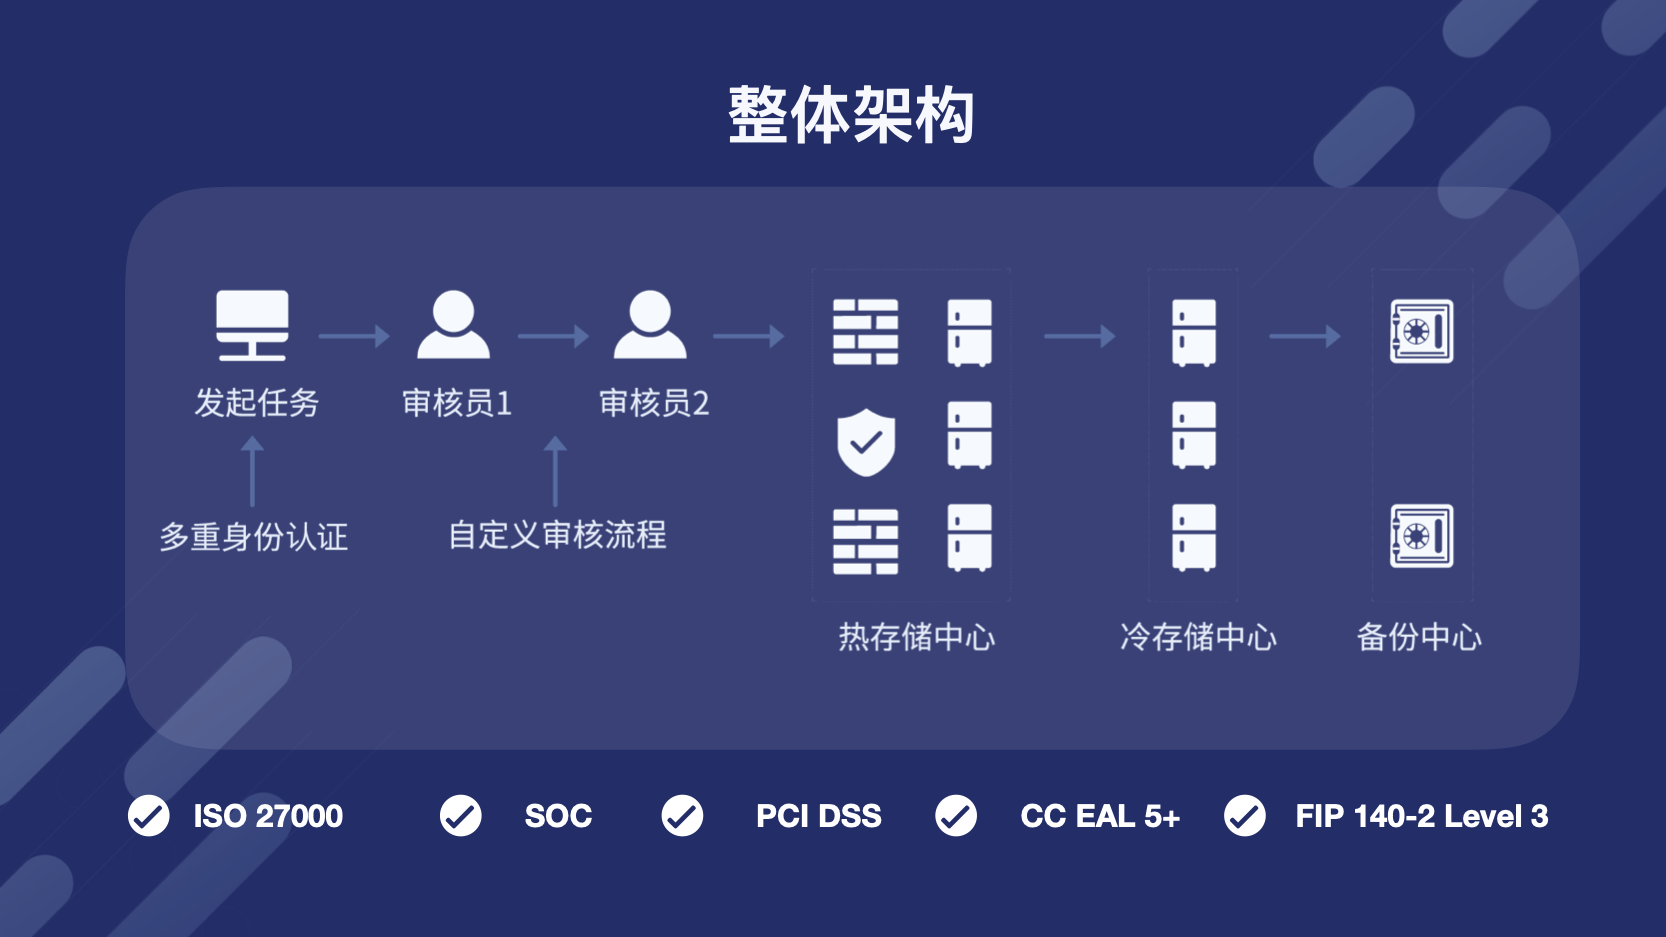 整体架构
发起任务
审核员1
审核员2
多重身份认证
自定义审核流程
热存储中心
冷存储中心
备份中心
ISO 27000
SOC
PCI DSS
CC EAL 5+
FIP 140-2 Level 3